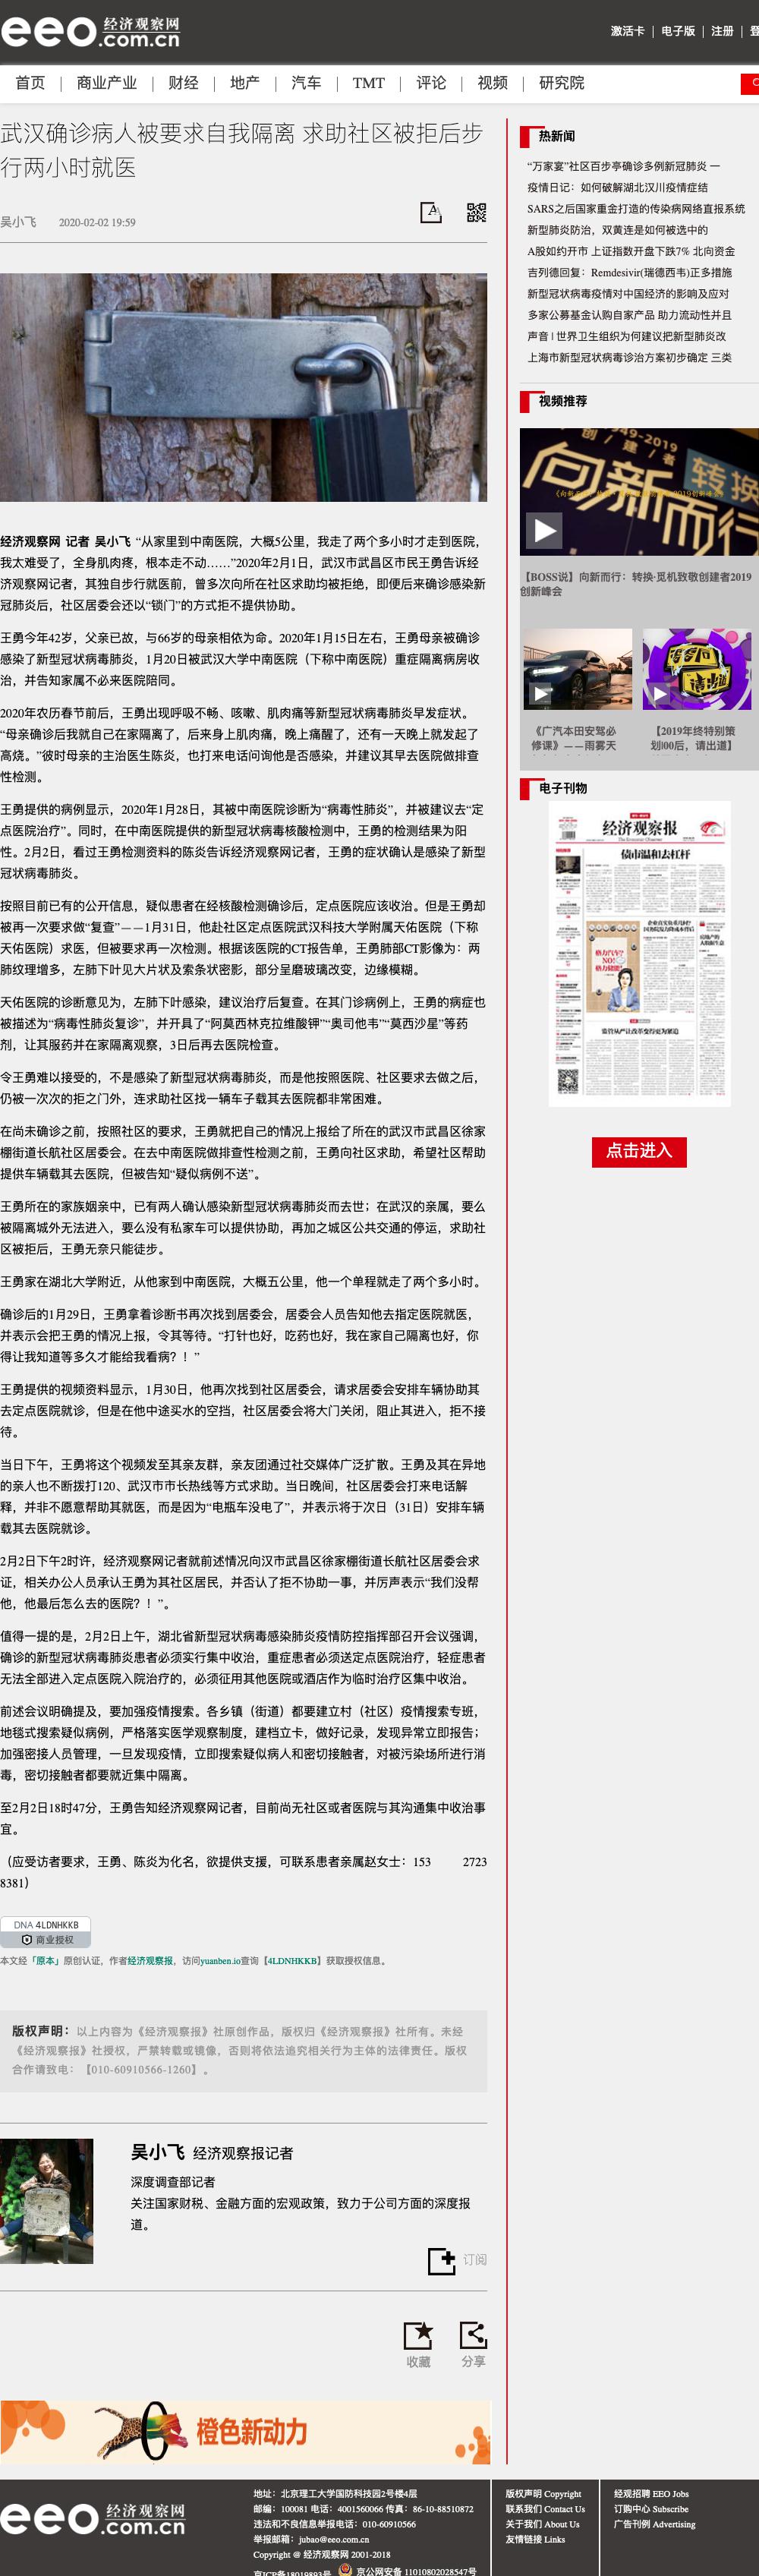 eeo 经济观察网
.com.cn
激活卡 | 电子版 | 注册 | 登
首页 | 商业产业 | 财经 | 地产 | 汽车 | TMT | 评论 | 视频 | 研究院
武汉确诊病人被要求自我隔离 求助社区被拒后步
行两小时就医
吴小飞 2020-02-02 19:59
经济观察网 记者 吴小飞 “从家里到中南医院，大概5公里，我走了两个多小时才走到医院，
我太难受了，全身肌肉疼，根本走不动……”2020年2月1日，武汉市武昌区市民王勇告诉经
济观察网记者，其独自步行就医前，曾多次向所在社区求助均被拒绝，即便后来确诊感染新
冠肺炎后，社区居委会还以“锁门”的方式拒不提供协助。
王勇今年42岁，父亲已故，与66岁的母亲相依为命。2020年1月15日左右，王勇母亲被确诊
感染了新型冠状病毒肺炎，1月20日被武汉大学中南医院（下称中南医院）重症隔离病房收
治，并告知家属不必来医院陪同。
2020年农历春节前后，王勇出现呼吸不畅、咳嗽、肌肉痛等新型冠状病毒肺炎早发症状。
“母亲确诊后我就自己在家隔离了，后来身上肌肉痛，晚上痛醒了，还有一天晚上就发起了
高烧。”彼时母亲的主治医生陈炎，也打来电话问询他是否感染，并建议其早去医院做排查
性检测。
王勇提供的病例显示，2020年1月28日，其被中南医院诊断为“病毒性肺炎”，并被建议去“定
点医院治疗”。同时，在中南医院提供的新型冠状病毒核酸检测中，王勇的检测结果为阳
性。2月2日，看过王勇检测资料的陈炎告诉经济观察网记者，王勇的症状确认是感染了新型
冠状病毒肺炎。
按照目前已有的公开信息，疑似患者在经核酸检测确诊后，定点医院应该收治。但是王勇却
被再一次要求做“复查”——1月31日，他赴社区定点医院武汉科技大学附属天佑医院（下称
天佑医院）求医，但被要求再一次检测。根据该医院的CT报告单，王勇肺部CT影像为：两
肺纹理增多，左肺下叶见大片状及索条状密影，部分呈磨玻璃改变，边缘模糊。
天佑医院的诊断意见为，左肺下叶感染，建议治疗后复查。在其门诊病例上，王勇的病症也
被描述为“病毒性肺炎复诊”，并开具了“阿莫西林克拉维酸钾”“奥司他韦”“莫西沙星”等药
剂，让其服药并在家隔离观察，3日后再去医院检查。
令王勇难以接受的，不是感染了新型冠状病毒肺炎，而是他按照医院、社区要求去做之后，
仍被一次次的拒之门外，连求助社区找一辆车子载其去医院都非常困难。
在尚未确诊之前，按照社区的要求，王勇就把自己的情况上报给了所在的武汉市武昌区徐家
棚街道长航社区居委会。在去中南医院做排查性检测之前，王勇向社区求助，希望社区帮助
提供车辆载其去医院，但被告知“疑似病例不送”。
王勇所在的家族姻亲中，已有两人确认感染新型冠状病毒肺炎而去世；在武汉的亲属，要么
被隔离城外无法进入，要么没有私家车可以提供协助，再加之城区公共交通的停运，求助社
区被拒后，王勇无奈只能徒步。
王勇家在湖北大学附近，从他家到中南医院，大概五公里，他一个单程就走了两个多小时。
确诊后的1月29日，王勇拿着诊断书再次找到居委会，居委会人员告知他去指定医院就医，
并表示会把王勇的情况上报，令其等待。“打针也好，吃药也好，我在家自己隔离也好，你
得让我知道等多久才能给我看病？！”
王勇提供的视频资料显示，1月30日，他再次找到社区居委会，请求居委会安排车辆协助其
去定点医院就诊，但是在他中途买水的空挡，社区居委会将大门关闭，阻止其进入，拒不接
待。
当日下午，王勇将这个视频发至其亲友群，亲友团通过社交媒体广泛扩散。王勇及其在异地
的亲人也不断拨打120、武汉市市长热线等方式求助。当日晚间，社区居委会打来电话解
释，并非不愿意帮助其就医，而是因为“电瓶车没电了”，并表示将于次日（31日）安排车辆
载其去医院就诊。
2月2日下午2时许，经济观察网记者就前述情况向汉市武昌区徐家棚街道长航社区居委会求
证，相关办公人员承认王勇为其社区居民，并否认了拒不协助一事，并厉声表示“我们没帮
他，他最后怎么去的医院？！”。
值得一提的是，2月2日上午，湖北省新型冠状病毒感染肺炎疫情防控指挥部召开会议强调，
确诊的新型冠状病毒肺炎患者必须实行集中收治，重症患者必须送定点医院治疗，轻症患者
无法全部进入定点医院入院治疗的，必须征用其他医院或酒店作为临时治疗区集中收治。
前述会议明确提及，要加强疫情搜索。各乡镇（街道）都要建立村（社区）疫情搜索专班，
地毯式搜索疑似病例，严格落实医学观察制度，建档立卡，做好记录，发现异常立即报告；
加强密接人员管理，一旦发现疫情，立即搜索疑似病人和密切接触者，对被污染场所进行消
毒，密切接触者都要就近集中隔离。
至2月2日18时47分，王勇告知经济观察网记者，目前尚无社区或者医院与其沟通集中收治事
宜。
（应受访者要求，王勇、陈炎为化名，欲提供支援，可联系患者亲属赵女士：153 2723
8381）
DNA 4LDNHKKB
商业授权
本文经「原本」原创认证，作者经济观察报，访问yuanben.io查询【4LDNHKKB】获取授权信息。
版权声明：以上内容为《经济观察报》社原创作品，版权归《经济观察报》社所有。未经
《经济观察报》社授权，严禁转载或镜像，否则将依法追究相关行为主体的法律责任。版权
合作请致电：【010-60910566-1260】。
吴小飞 经济观察报记者
深度调查部记者
关注国家财税、金融方面的宏观政策，致力于公司方面的深度报
道。
订阅
收藏 分享
橙色新动力
热新闻
“万家宴”社区百步亭确诊多例新冠肺炎 一
疫情日记：如何破解湖北汉川疫情症结
SARS之后国家重金打造的传染病网络直报系统
新型肺炎防治，双黄连是如何被选中的
A股如约开市 上证指数开盘下跌7% 北向资金
吉列德回复：Remdesivir(瑞德西韦)正多措施
新型冠状病毒疫情对中国经济的影响及应对
多家公募基金认购自家产品 助力流动性并且
声音 | 世界卫生组织为何建议把新型肺炎改
上海市新型冠状病毒诊治方案初步确定 三类
视频推荐
【BOSS说】向新而行：转换·觅机致敬创建者2019
创新峰会
《广汽本田安驾必
修课》——雨雾天
【2019年终特别策
划|00后，请出道】
电子刊物
经济观察报
债市温和去杠杆
监管从严让改革变得更为紧迫
点击进入
eeo 经济观察网
.com.cn
地址：北京理工大学国防科技园2号楼4层
邮编：100081 电话：4001560066 传真：86-10-88510872
违法和不良信息举报电话：010-60910566
举报邮箱：jubao@eeo.com.cn
Copyright @ 经济观察网 2001-2018
京ICP备18019893号 京公网安备 11010802028547号
版权声明 Copyright
联系我们 Contact Us
关于我们 About Us
友情链接 Links
经观招聘 EEO Jobs
订购中心 Subscribe
广告刊例 Advertising